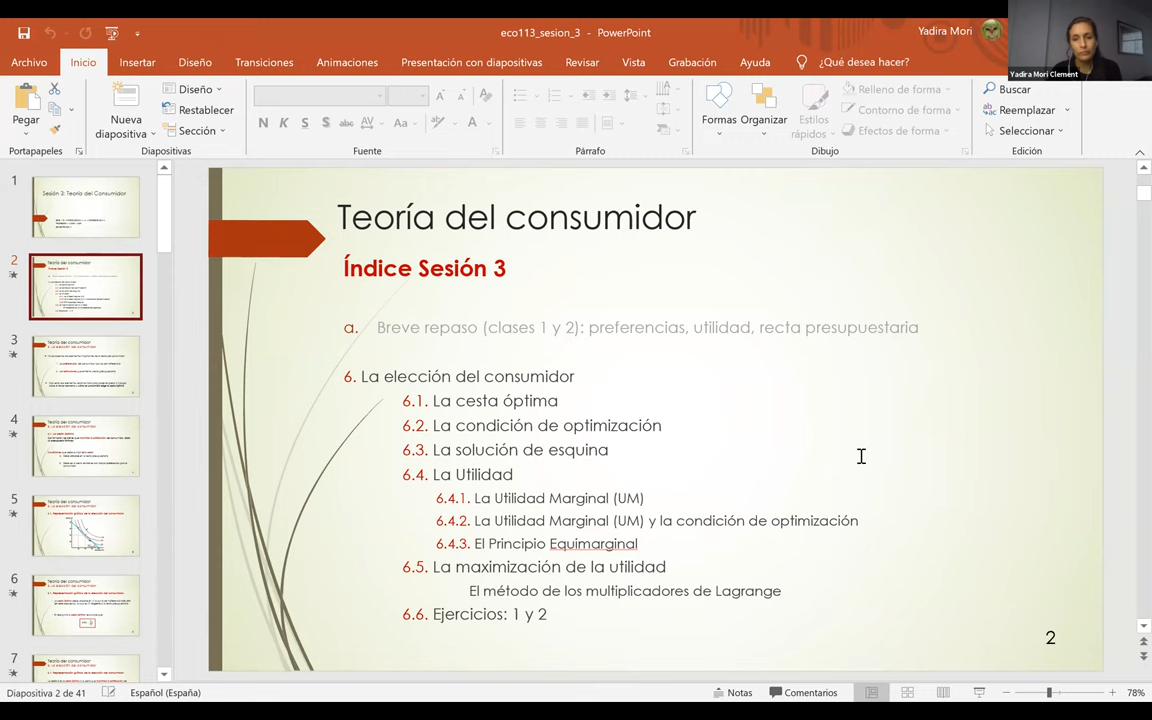 eco113_sesion_3 - PowerPoint
Yadira Mori
Yadira Mori Clement
Archivo Inicio Insertar Diseño Transiciones Animaciones Presentación con diapositivas Revisar Vista Grabación Ayuda ¿Qué desea hacer?
Pegar
Nueva
diapositiva
Diseño
Restablecer
Sección
N K S S abc AV Aa A
Formas
Organizar
Estilos
rápidos
Relleno de forma
Contorno de forma
Efectos de forma
Buscar
Reemplazar
Seleccionar
Portapapeles Diapositivas Fuente Párrafo Dibujo Edición
1
Sesión 3: Teoría del Consumidor
2
3
4
5
6
7
Teoría del consumidor
Índice Sesión 3
a. Breve repaso (clases 1 y 2): preferencias, utilidad, recta presupuestaria
6. La elección del consumidor
6.1. La cesta óptima
6.2. La condición de optimización
6.3. La solución de esquina
6.4. La Utilidad
6.4.1. La Utilidad Marginal (UM)
6.4.2. La Utilidad Marginal (UM) y la condición de optimización
6.4.3. El Principio Equimarginal
6.5. La maximización de la utilidad
El método de los multiplicadores de Lagrange
6.6. Ejercicios: 1 y 2
2
Diapositiva 2 de 41 Español (España) Notas Comentarios 78%